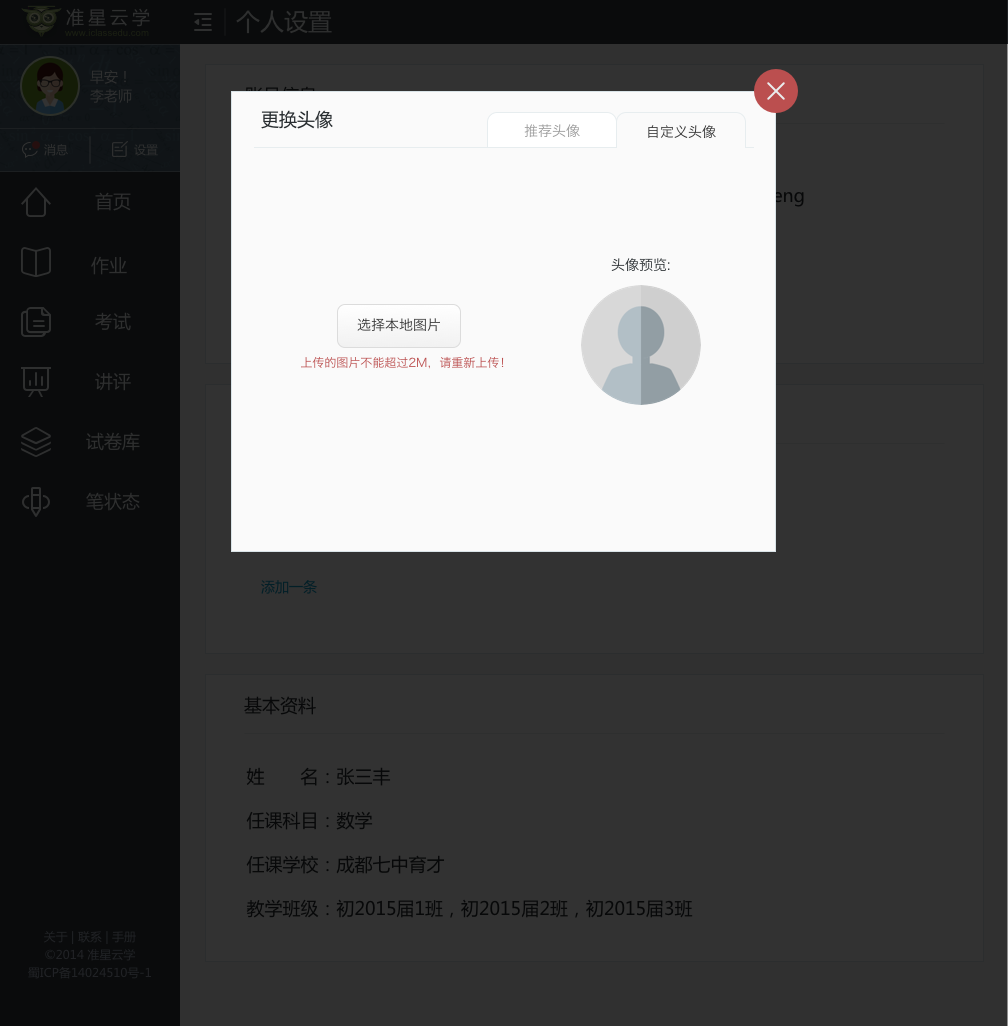 准星云学
www.iclassedu.com
个人设置
早安！
李老师
消息
设置
首页
作业
考试
讲评
试卷库
笔状态
关于 | 联系 | 手册
©2014 准星云学
蜀ICP备14024510号-1
更换头像
推荐头像
自定义头像
eng
头像预览:
选择本地图片
上传的图片不能超过2M，请重新上传！
添加一条
基本资料
姓 名：张三丰
任课科目：数学
任课学校：成都七中育才
教学班级：初2015届1班，初2015届2班，初2015届3班